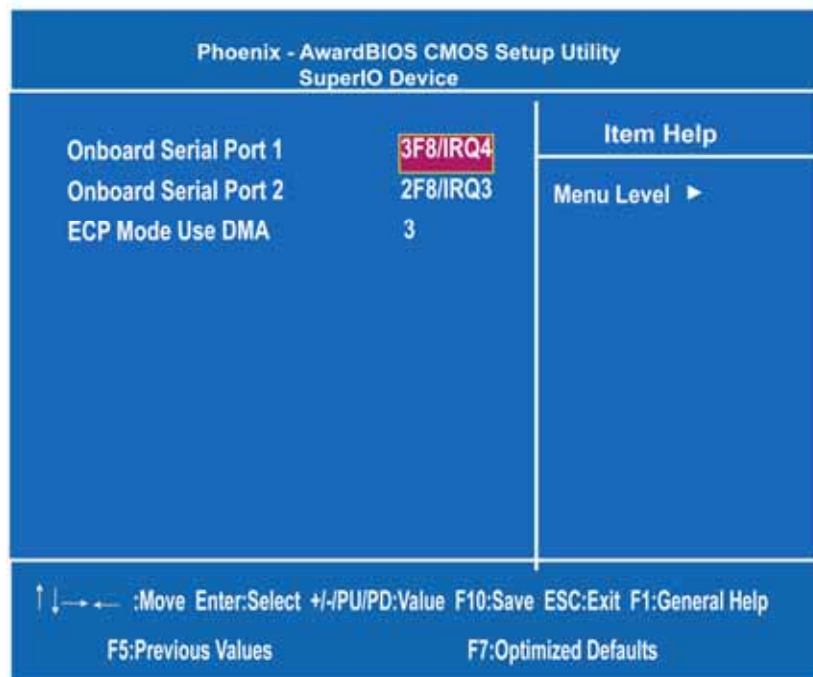 Phoenix - AwardBIOS CMOS Setup Utility
SuperIO Device
Onboard Serial Port 1 3F8/IRQ4
Onboard Serial Port 2 2F8/IRQ3
ECP Mode Use DMA 3
Item Help
Menu Level ►
↑↓→← :Move Enter:Select +/-/PU/PD:Value F10:Save ESC:Exit F1:General Help
F5:Previous Values F7:Optimized Defaults